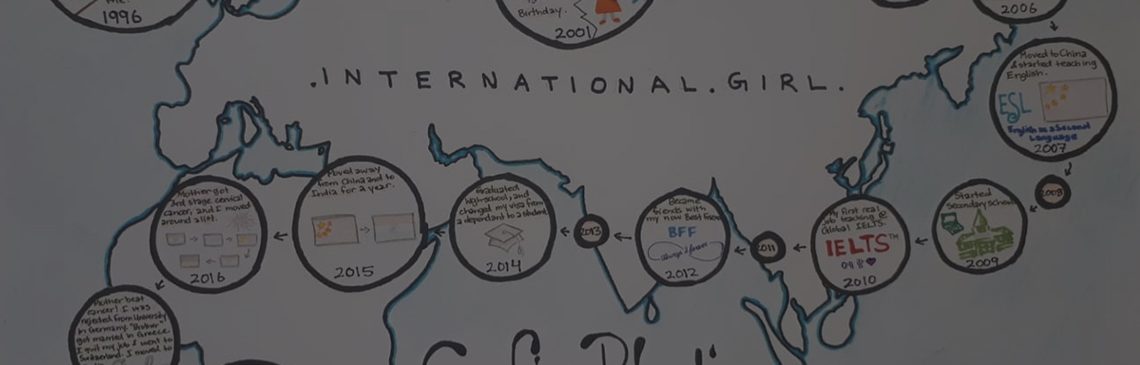 me.
1996
Birthday.
2001
2006
.INTERNATIONAL.GIRL.
Moved to China
& started teaching
English.
ESL
English as a Second
Language
2007
2008
Started
Secondary school
2009
My first real
job teaching @
Global IELTS.
IELTS™
2010
2011
Became
friends with
my now Best Friend
BFF
2012
2013
Graduated
High-school, and
changed my visa from
a dependant to a student.
2014
Moved away
from China and to
India for a year.
2015
Mother got
3rd stage cervical
cancer, and I moved
around a lot.
2016
Mother beat
cancer! I was
rejected from University
in Germany. "Brother"
got married in Greece.
I quit my job & went to
Switzerland. I moved to